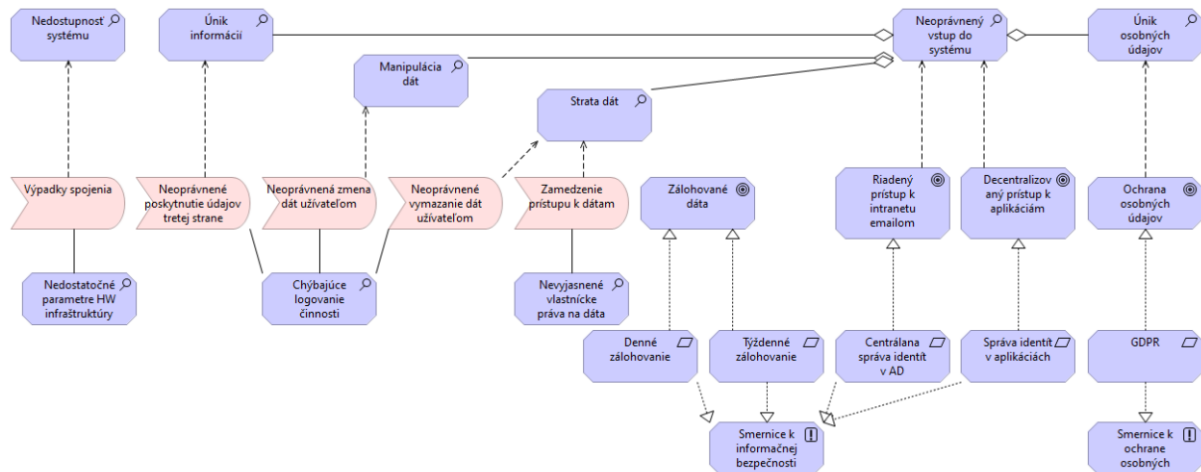 Nedostupnosť
systému
Únik
informácií
Neoprávnený
vstup do
systému
Únik
osobných
údajov
Manipulácia
dát
Strata dát
Výpadky spojenia
Neoprávnené
poskytnutie údajov
tretej strane
Neoprávnená zmena
dát užívateľom
Neoprávnené
vymazanie dát
užívateľom
Zamedzenie
prístupu k dátam
Zálohované
dáta
Riadený
prístup k
intranetu
emailom
Decentralizov
aný prístup k
aplikáciám
Ochrana
osobných
údajov
Nedostatočné
parametre HW
infraštruktúry
Chýbajúce
logovanie
činnosti
Nevyjasnené
vlastnícke
práva na dáta
Denné
zálohovanie
Týždenné
zálohovanie
Centrálana
správa identít
v AD
Správa identít
v aplikáciách
GDPR
Smernice k
informačnej
bezpečnosti
Smernice k
ochrane
osobných